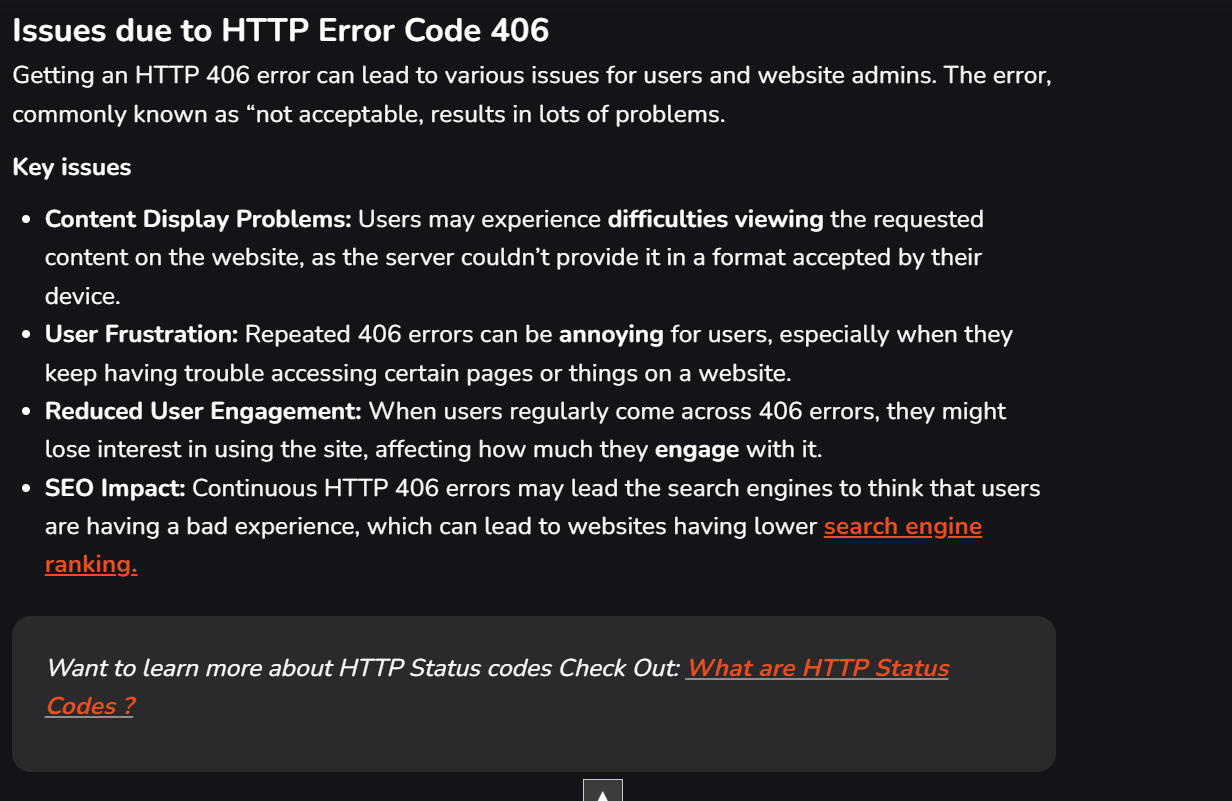 Issues due to HTTP Error Code 406
Getting an HTTP 406 error can lead to various issues for users and website admins. The error,
commonly known as “not acceptable, results in lots of problems.
Key issues
• Content Display Problems: Users may experience difficulties viewing the requested
content on the website, as the server couldn’t provide it in a format accepted by their
device.
• User Frustration: Repeated 406 errors can be annoying for users, especially when they
keep having trouble accessing certain pages or things on a website.
• Reduced User Engagement: When users regularly come across 406 errors, they might
lose interest in using the site, affecting how much they engage with it.
• SEO Impact: Continuous HTTP 406 errors may lead the search engines to think that users
are having a bad experience, which can lead to websites having lower search engine
ranking.
Want to learn more about HTTP Status codes Check Out: What are HTTP Status
Codes ?